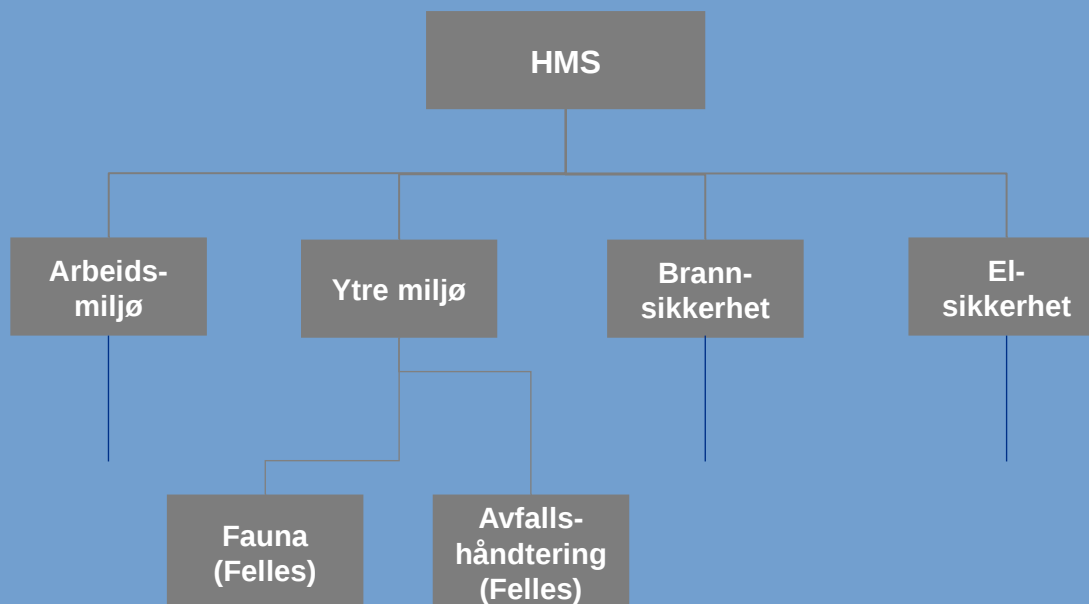 HMS
Arbeids-
miljø
Ytre miljø
Brann-
sikkerhet
El-
sikkerhet
Fauna
(Felles)
Avfalls-
håndtering
(Felles)